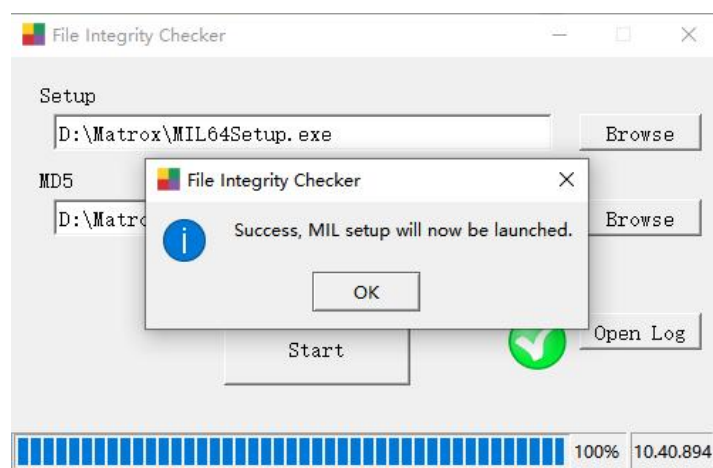 File Integrity Checker
Setup
D:\Matrox\MIL64Setup.exe
Browse
MD5
File Integrity Checker
D:\Matro
Browse
Success, MIL setup will now be launched.
OK
Open Log
Start
100%
10.40.894